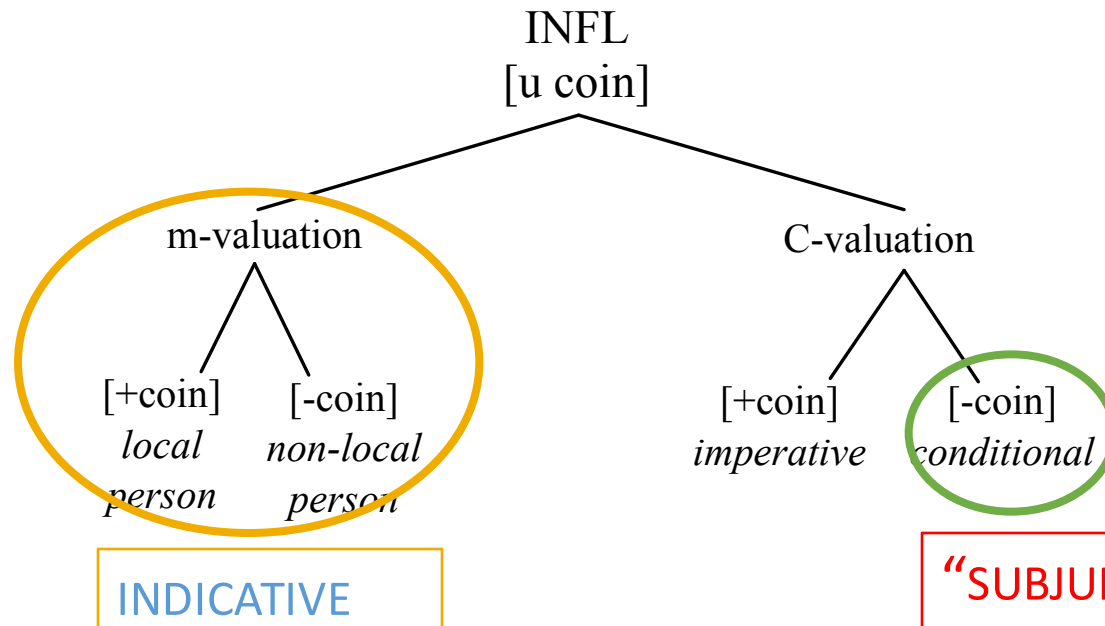 INFL
[u coin]
m-valuation
C-valuation
[+coin]
local
person
[-coin]
non-local
person
[+coin]
imperative
[-coin]
conditional
INDICATIVE